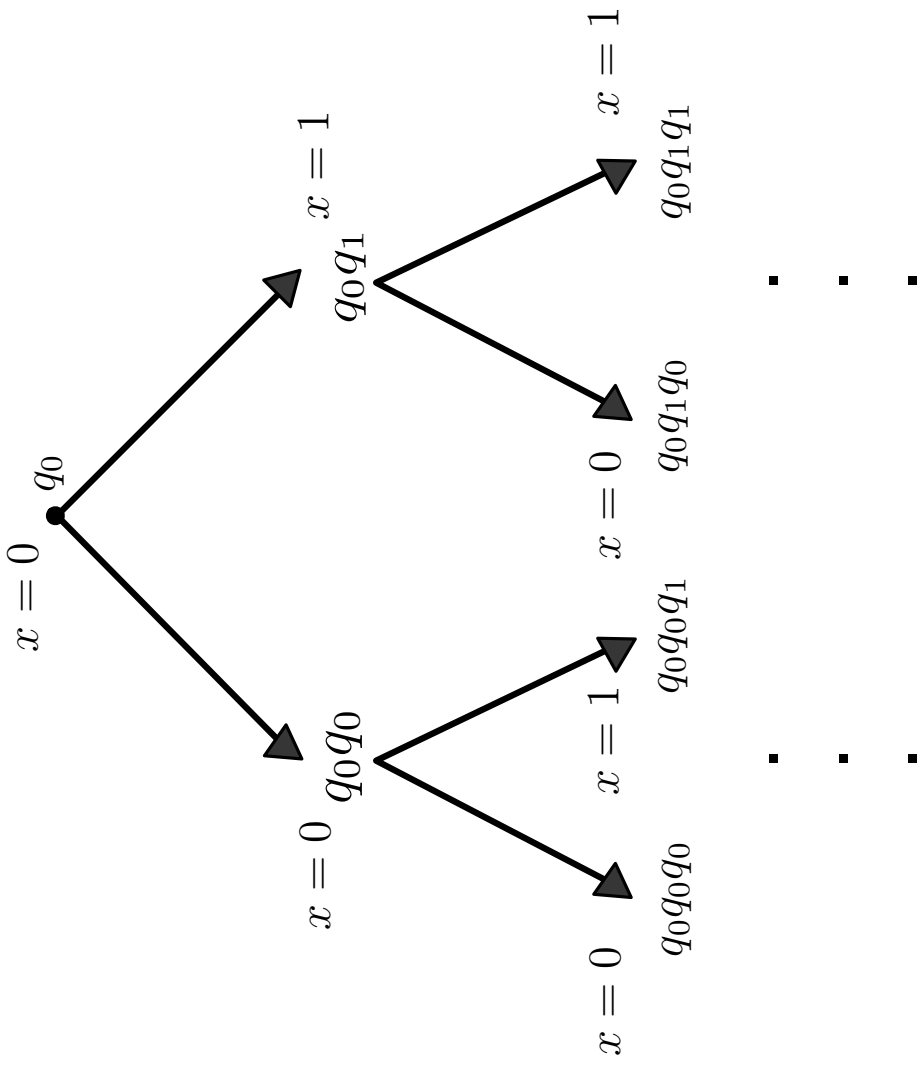 x = 0
q₀
x = 0
x = 1
q₀q₀
q₀q₁
x = 0
x = 1
x = 0
x = 1
q₀q₀q₀
q₀q₀q₁
q₀q₁q₀
q₀q₁q₁